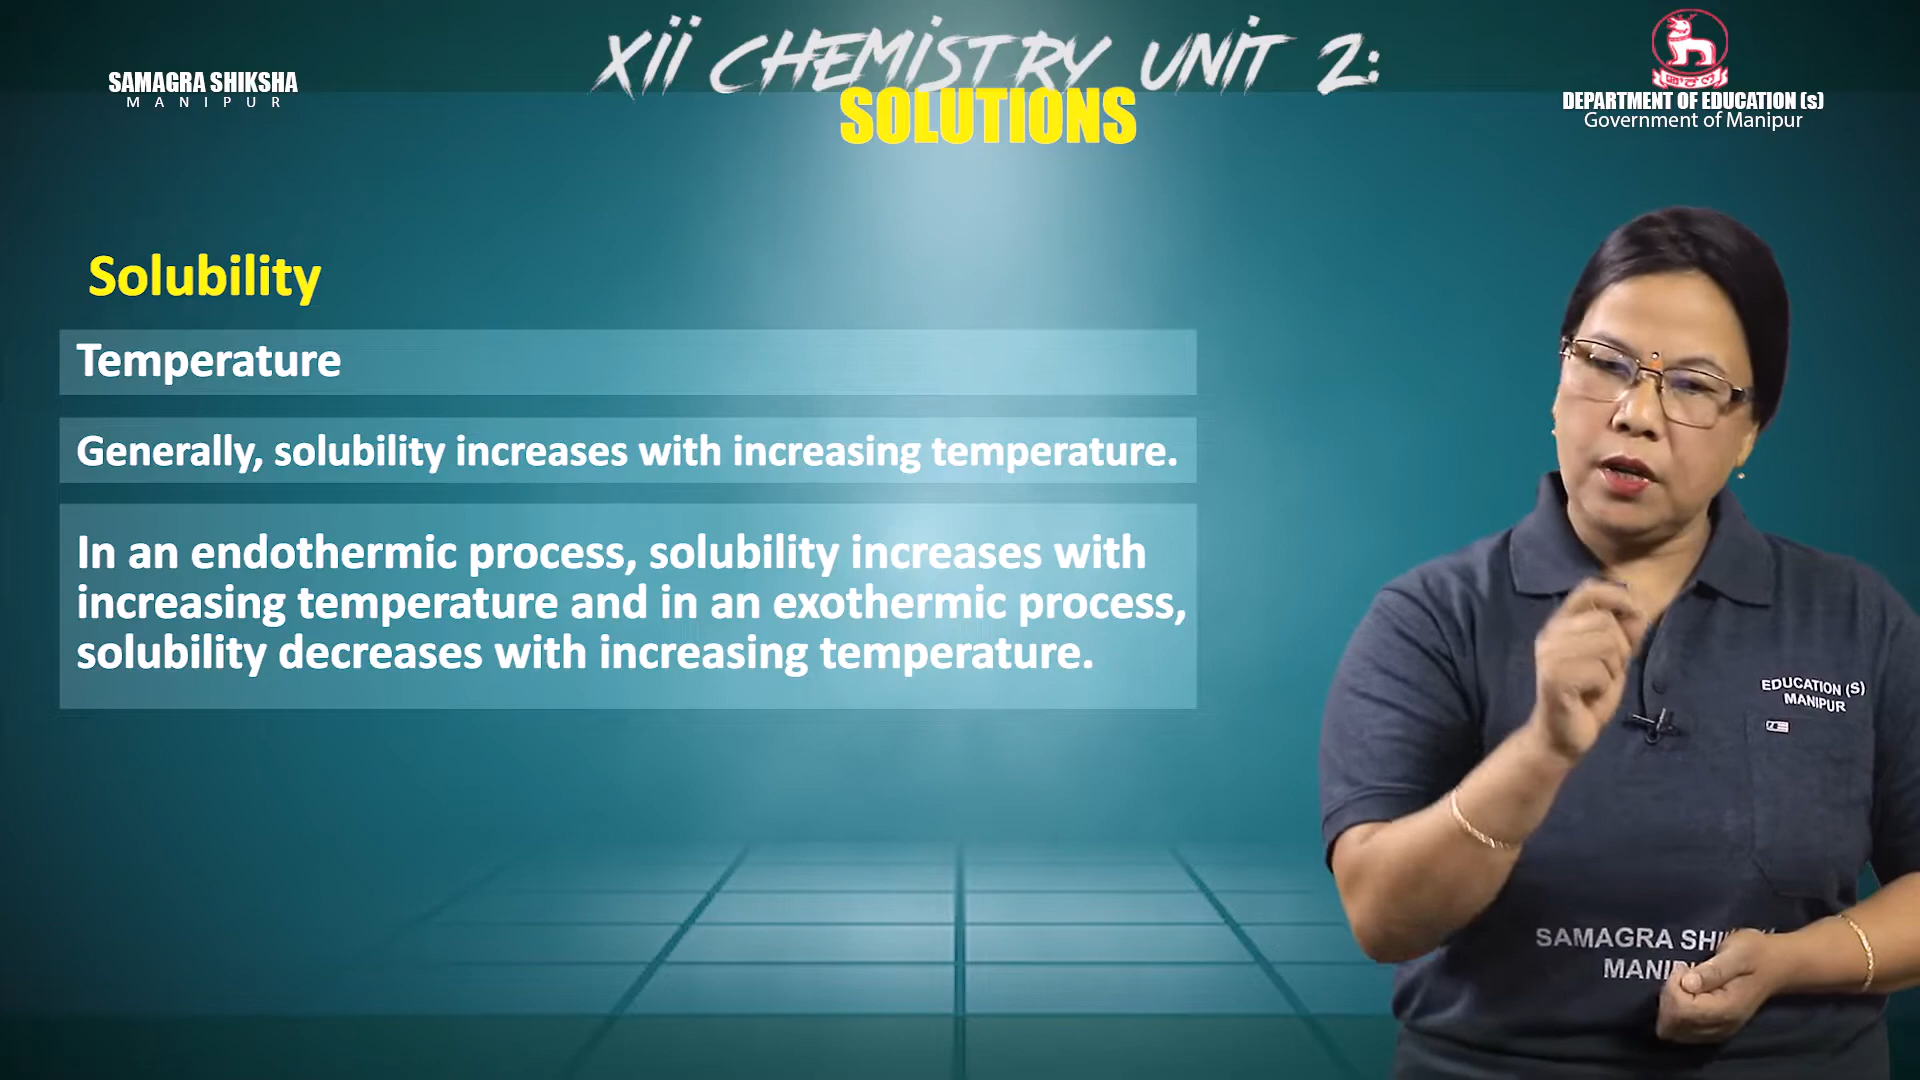 XII CHEMISTRY UNIT 2:
SOLUTIONS
SAMAGRA SHIKSHA
MANIPUR
DEPARTMENT OF EDUCATION (s)
Government of Manipur
Solubility
Temperature
Generally, solubility increases with increasing temperature.
In an endothermic process, solubility increases with
increasing temperature and in an exothermic process,
solubility decreases with increasing temperature.
EDUCATION (S)
MANIPUR
SAMAGRA